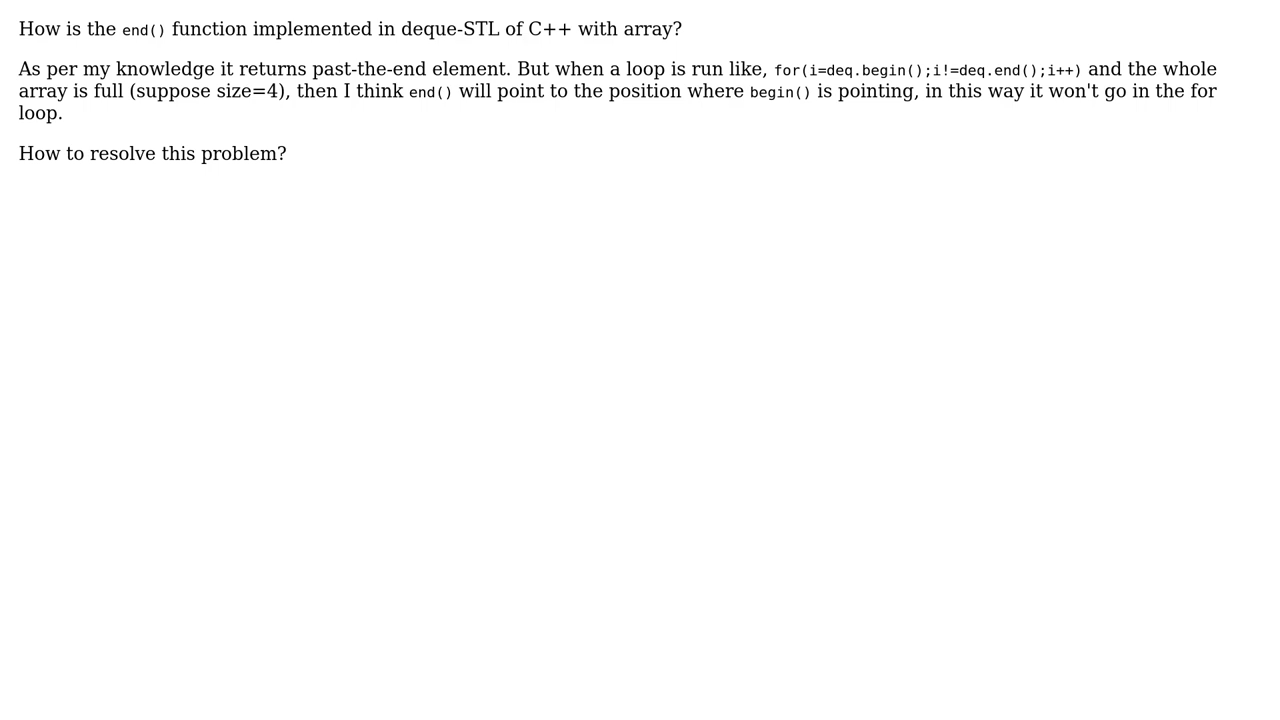 How is the end() function implemented in deque-STL of C++ with array?
As per my knowledge it returns past-the-end element. But when a loop is run like, for(i=deq.begin();i!=deq.end();i++) and the whole
array is full (suppose size=4), then I think end() will point to the position where begin() is pointing, in this way it won't go in the for
loop.
How to resolve this problem?